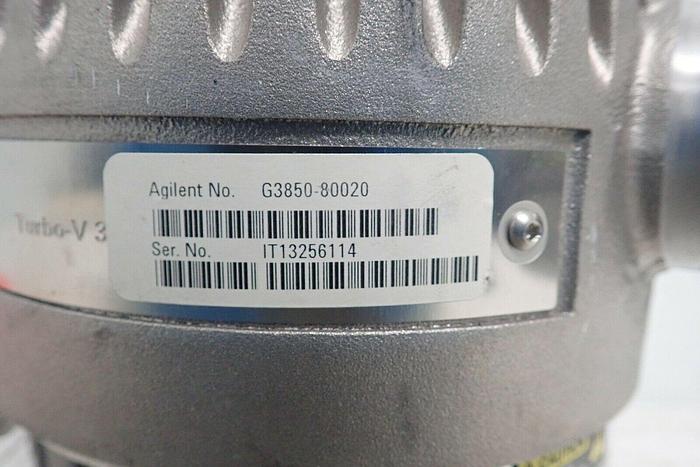 Agilent No. G3850-80020
Turbo-V 3
Ser. No. IT13256114